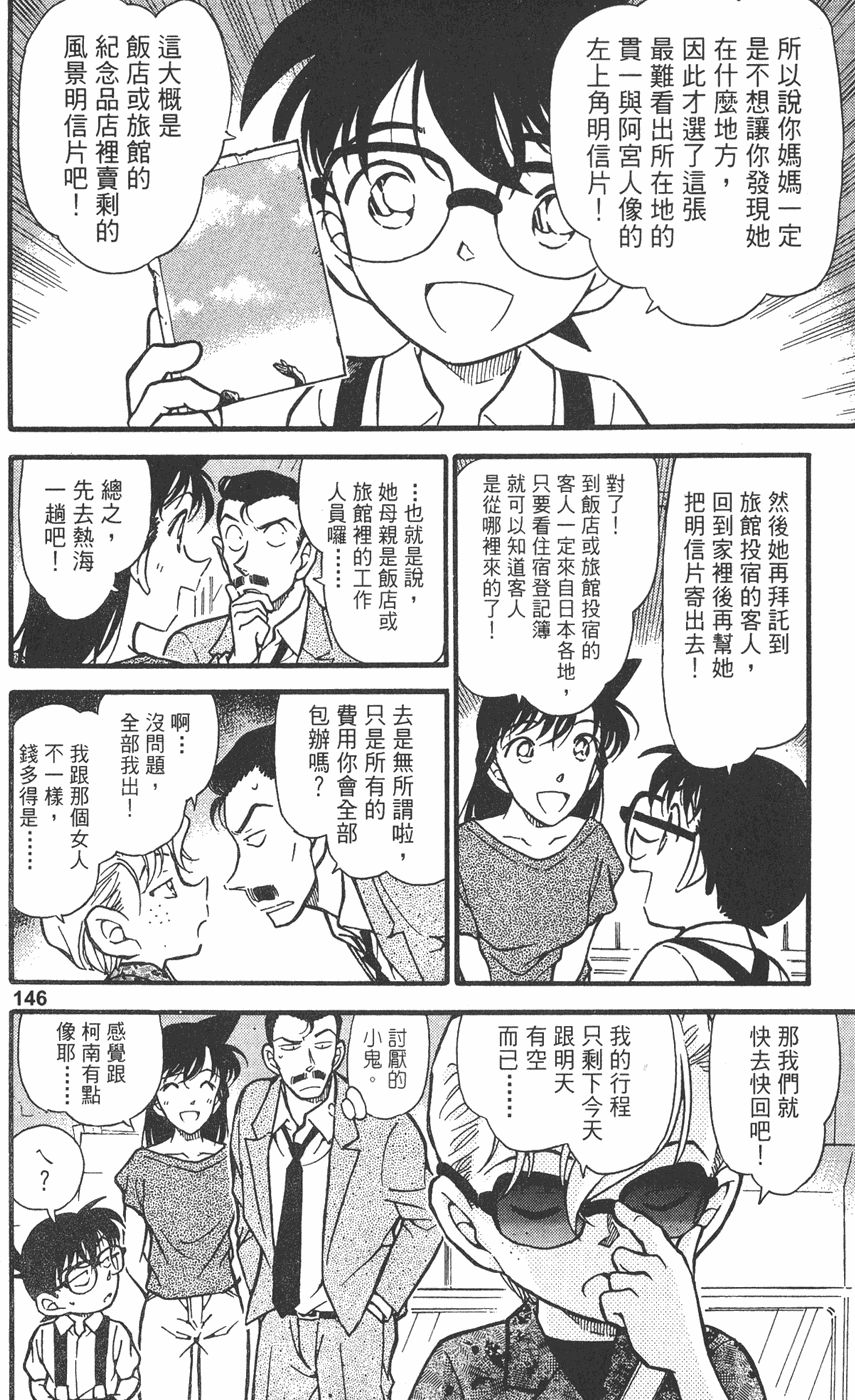 所以說你媽媽一定
是不想讓你發現她
在什麼地方，
因此才選了這張
最難看出所在地的
貫一與阿宮人像的
左上角明信片！
這大概是
飯店或旅館的
紀念品店裡賣剩的
風景明信片吧！
然後她再拜託到
旅館投宿的客人，
回到家裡後再幫她
把明信片寄出去！
對了！
到飯店或旅館投宿的
客人一定來自日本各地，
只要看住宿登記簿
就可以知道客人
是從哪裡來的了！
…也就是說，
她母親是飯店或
旅館裡的工作
人員囉……
總之，
先去熱海
一趟吧！
去是無所謂啦，
只是所有的
費用你會全部
包辦嗎？
啊…
沒問題，
全部我出！
我跟那個女人
不一樣，
錢多得是……
146
那我們就
快去快回吧！
我的行程
只剩下今天
跟明天
有空
而已…
討厭的
小鬼。
感覺跟
柯南有點
像耶……
ㄟ？